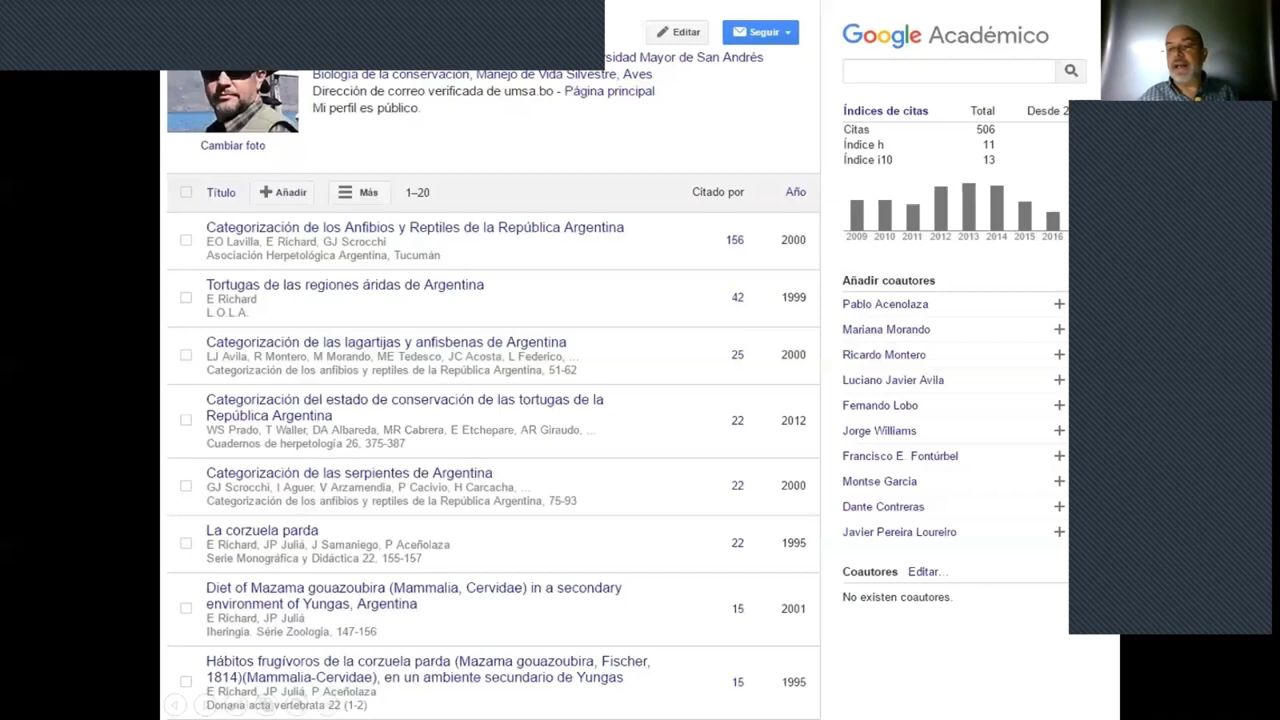 Editar
Seguir
sidad Mayor de San Andrés
Biología de la conservación, Manejo de Vida Silvestre, Aves
Dirección de correo verificada de umsa bo - Página principal
Mi perfil es público.
Cambiar foto
Título
Añadir
Más
1–20
Citado por
Año
Categorización de los Anfibios y Reptiles de la República Argentina
EO Lavilla, E Richard, GJ Scrocchi
Asociación Herpetológica Argentina, Tucumán
156
2000
Tortugas de las regiones áridas de Argentina
E Richard
L.O.L.A.
42
1999
Categorización de las lagartijas y anfisbenas de Argentina
LJ Avila, R Montero, M Morando, ME Tedesco, JC Acosta, L Federico, ...
Categorización de los anfibios y reptiles de la República Argentina, 51-62
25
2000
Categorización del estado de conservación de las tortugas de la
República Argentina
WS Prado, T Waller, DA Albareda, MR Cabrera, E Etchepare, AR Giraudo, ...
Cuadernos de herpetología 26, 375-387
22
2012
Categorización de las serpientes de Argentina
GJ Scrocchi, I Aguer, V Arzamendia, P Cacivio, H Carcacha, ...
Categorización de los anfibios y reptiles de la República Argentina, 75-93
22
2000
La corzuela parda
E Richard, JP Juliá, J Samaniego, P Aceñolaza
Serie Monográfica y Didáctica 22, 155-157
22
1995
Diet of Mazama gouazoubira (Mammalia, Cervidae) in a secondary
environment of Yungas, Argentina
E Richard, JP Juliá
Iheringia. Série Zoologia, 147-156
15
2001
Hábitos frugívoros de la corzuela parda (Mazama gouazoubira, Fischer,
1814)(Mammalia-Cervidae), en un ambiente secundario de Yungas
E Richard, JP Juliá, P Aceñolaza
Donana acta vertebrata 22 (1-2)
15
1995
Google Académico
Índices de citas Total Desde 2
Citas 506
Índice h 11
Índice i10 13
2009 2010 2011 2012 2013 2014 2015 2016
Añadir coautores
Pablo Acenolaza
Mariana Morando
Ricardo Montero
Luciano Javier Avila
Fernando Lobo
Jorge Williams
Francisco E. Fontúrbel
Montse Garcia
Dante Contreras
Javier Pereira Loureiro
Coautores Editar...
No existen coautores.